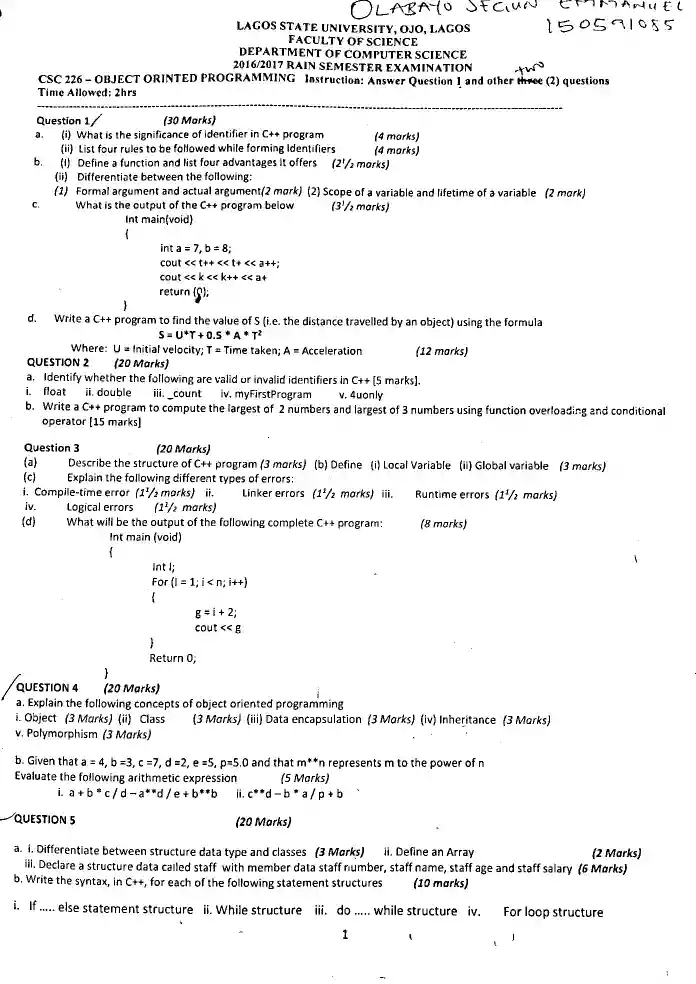 OLABAYO SEGUN EMMANUEL
150591085
LAGOS STATE UNIVERSITY, OJO, LAGOS
FACULTY OF SCIENCE
DEPARTMENT OF COMPUTER SCIENCE
2016/2017 RAIN SEMESTER EXAMINATION
two
CSC 226 – OBJECT ORINTED PROGRAMMING Instruction: Answer Question 1 and other three (2) questions
Time Allowed: 2hrs
Question 1 (30 Marks)
a. (i) What is the significance of identifier in C++ program (4 marks)
(ii) List four rules to be followed while forming Identifiers (4 marks)
b. (i) Define a function and list four advantages it offers (2½ marks)
(ii) Differentiate between the following:
(1) Formal argument and actual argument(2 mark) (2) Scope of a variable and lifetime of a variable (2 mark)
c. What is the output of the C++ program below (3½ marks)
Int main(void)
{
int a = 7, b = 8;
cout << t++ << t+ << a++;
cout << k << k++ << a+
return (0);
}
d. Write a C++ program to find the value of S (i.e. the distance travelled by an object) using the formula
S = U*T + 0.5 * A * T²
Where: U = Initial velocity; T = Time taken; A = Acceleration (12 marks)
QUESTION 2 (20 Marks)
a. Identify whether the following are valid or invalid identifiers in C++ [5 marks].
i. float ii. double iii. _count iv. myFirstProgram v. 4uonly
b. Write a C++ program to compute the largest of 2 numbers and largest of 3 numbers using function overloading and conditional
operator [15 marks]
Question 3 (20 Marks)
(a) Describe the structure of C++ program (3 marks) (b) Define (i) Local Variable (ii) Global variable (3 marks)
(c) Explain the following different types of errors:
i. Compile-time error (1½ marks) ii. Linker errors (1½ marks) iii. Runtime errors (1½ marks)
iv. Logical errors (1½ marks)
(d) What will be the output of the following complete C++ program: (8 marks)
Int main (void)
{
Int I;
For (I = 1; i < n; i++)
{
g = i + 2;
cout << g
}
Return 0;
}
QUESTION 4 (20 Marks)
a. Explain the following concepts of object oriented programming
i. Object (3 Marks) (ii) Class (3 Marks) (iii) Data encapsulation (3 Marks) (iv) Inheritance (3 Marks)
v. Polymorphism (3 Marks)
b. Given that a = 4, b =3, c =7, d =2, e =5, p=5.0 and that m**n represents m to the power of n
Evaluate the following arithmetic expression (5 Marks)
i. a + b * c / d – a**d / e + b**b ii. c**d – b * a / p + b
QUESTION 5 (20 Marks)
a. i. Differentiate between structure data type and classes (3 Marks) ii. Define an Array (2 Marks)
iii. Declare a structure data called staff with member data staff number, staff name, staff age and staff salary (6 Marks)
b. Write the syntax, in C++, for each of the following statement structures (10 marks)
i. If ..... else statement structure ii. While structure iii. do ..... while structure iv. For loop structure
1